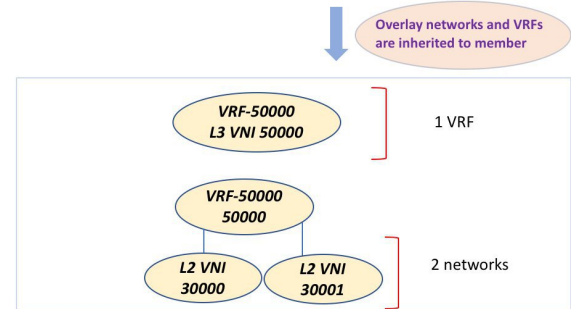 Overlay networks and VRFs
are inherited to member
VRF-50000
L3 VNI 50000
1 VRF
VRF-50000
50000
L2 VNI
30000
L2 VNI
30001
2 networks